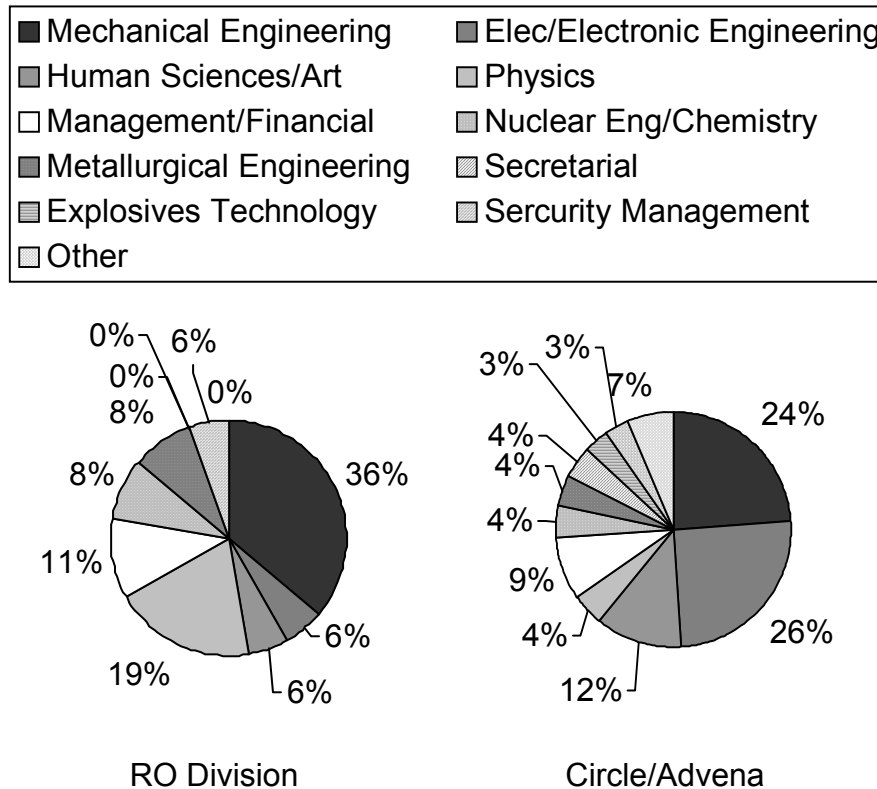 Mechanical Engineering
Elec/Electronic Engineering
Human Sciences/Art
Physics
Management/Financial
Nuclear Eng/Chemistry
Metallurgical Engineering
Secretarial
Explosives Technology
Sercurity Management
Other
0%
6%
0%
0%
8%
36%
8%
11%
6%
19%
6%
3%
3%
7%
24%
4%
4%
4%
9%
4%
26%
12%
RO Division
Circle/Advena